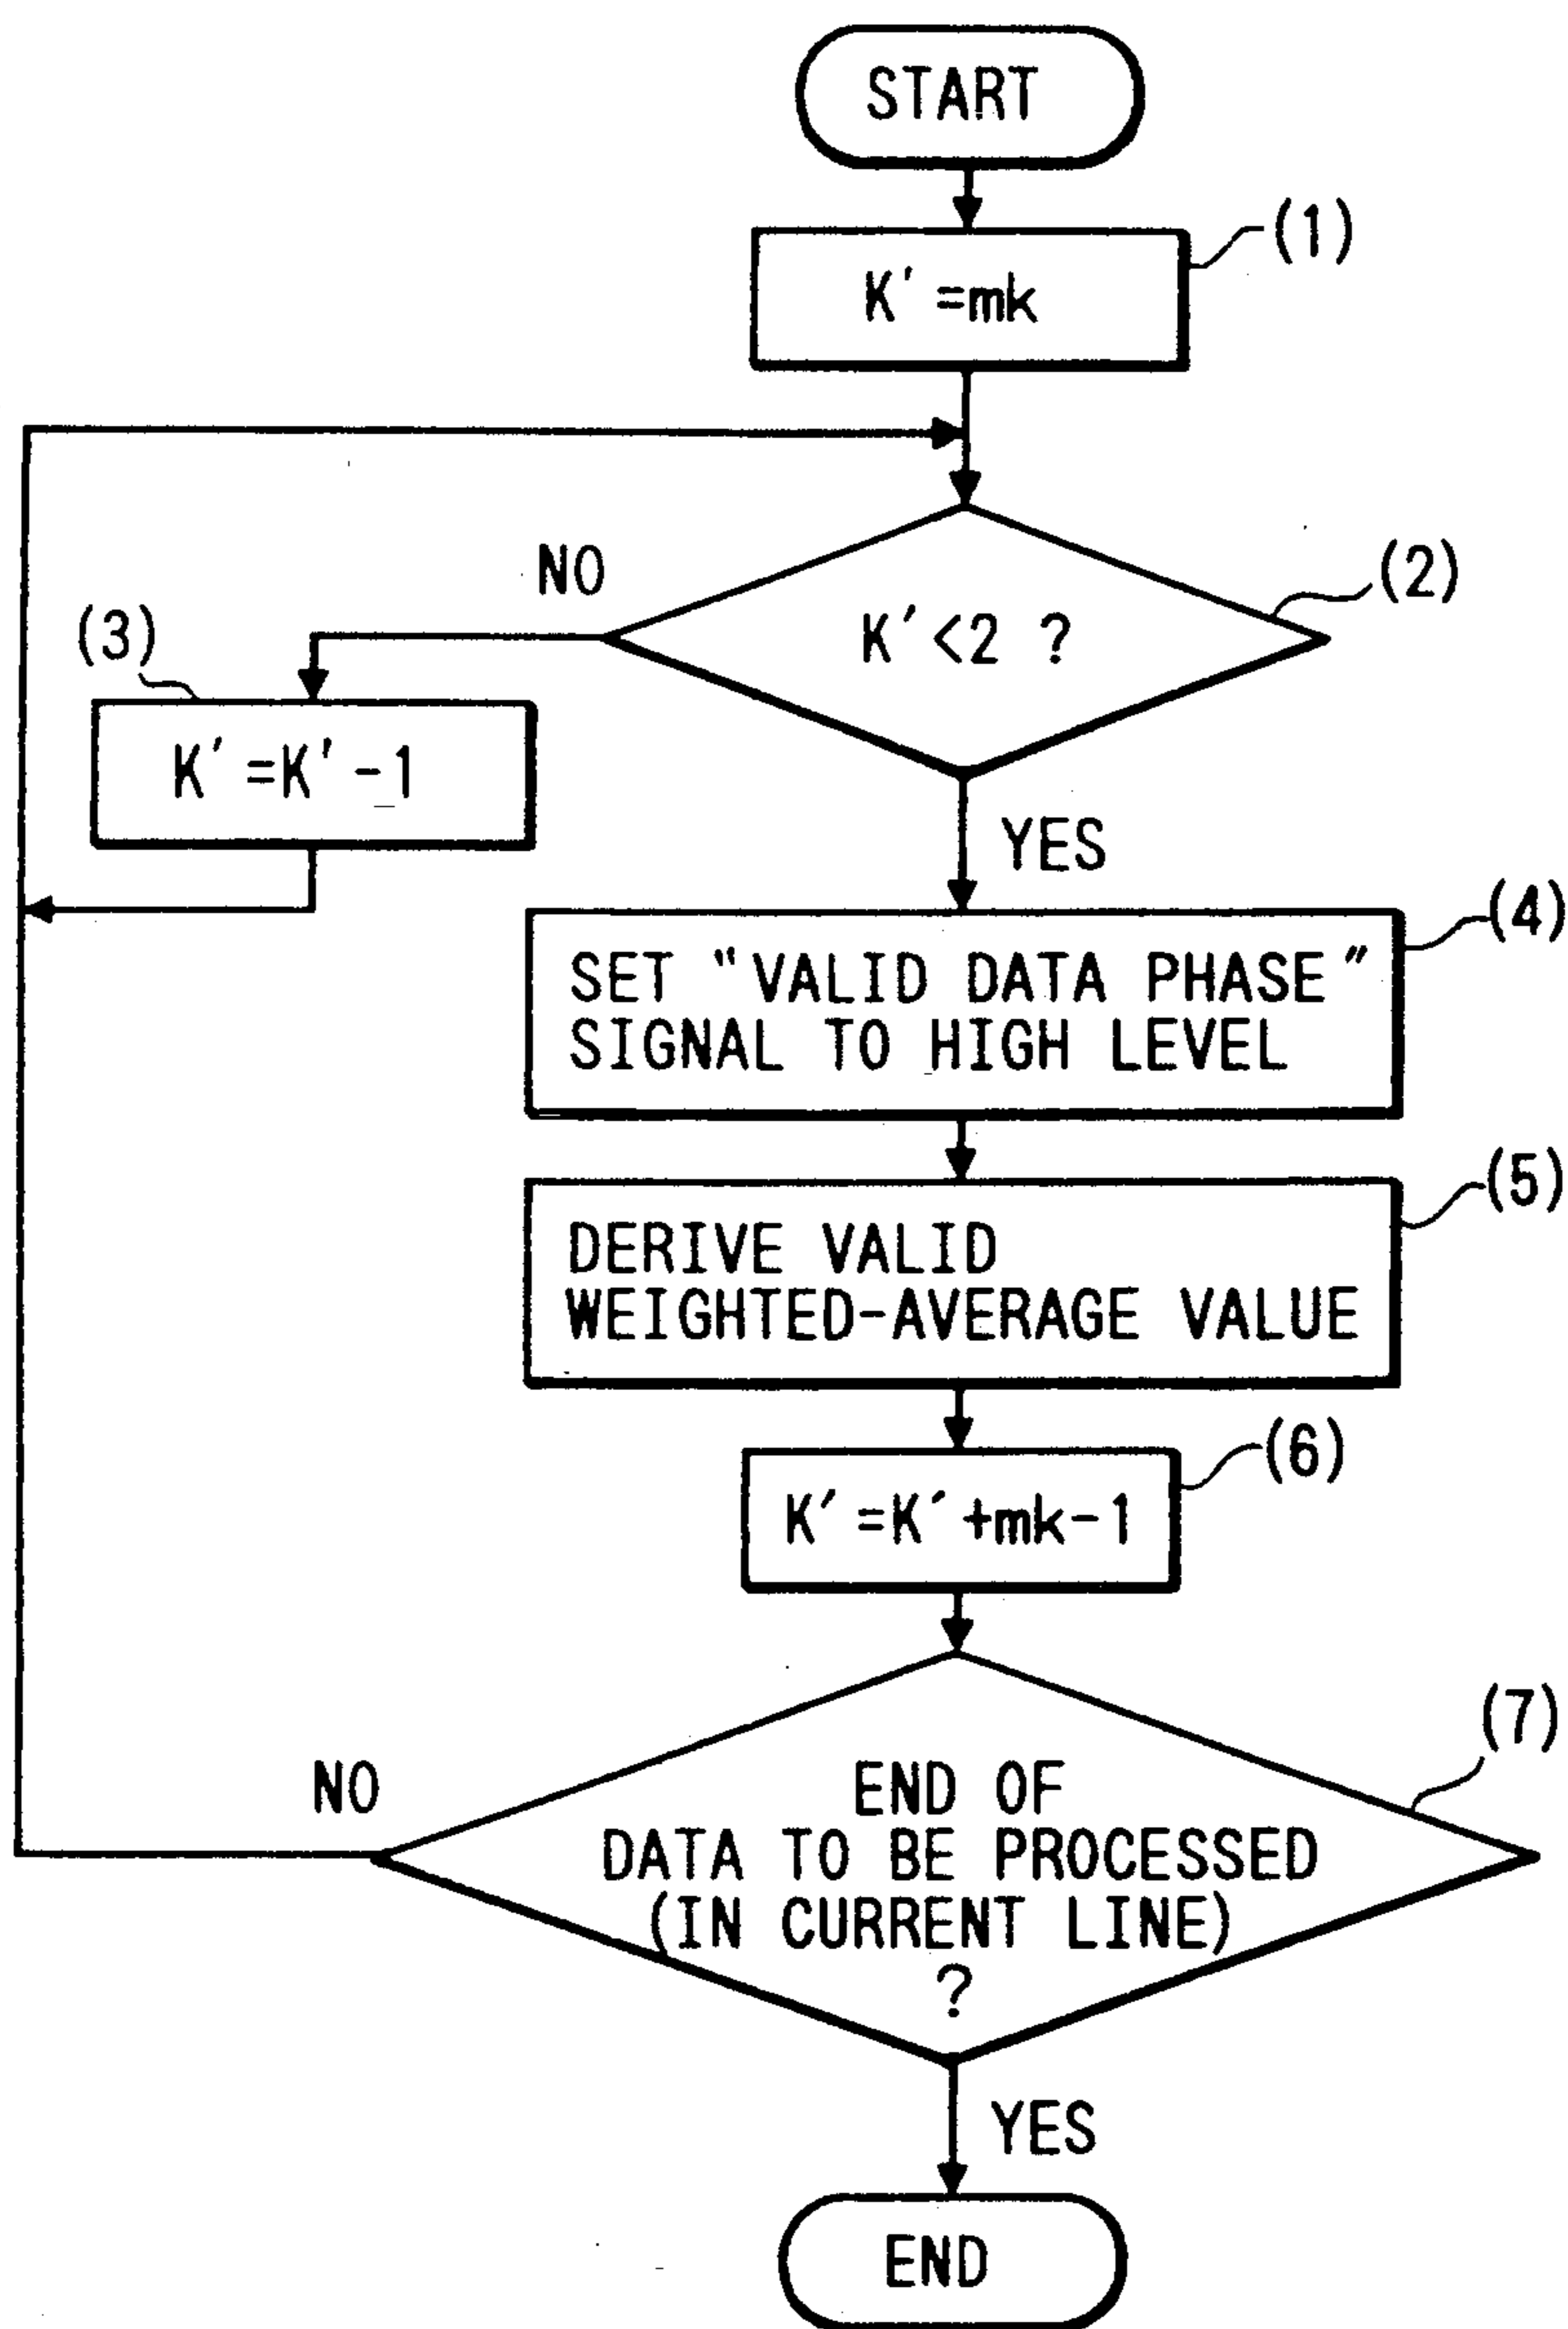 START
(1)
K'=mk
NO
(2)
K'<2 ?
(3)
K'=K'-1
YES
(4)
SET "VALID DATA PHASE"
SIGNAL TO HIGH LEVEL
(5)
DERIVE VALID
WEIGHTED-AVERAGE VALUE
(6)
K'=K'+mk-1
(7)
NO
END OF
DATA TO BE PROCESSED
(IN CURRENT LINE)
?
YES
END